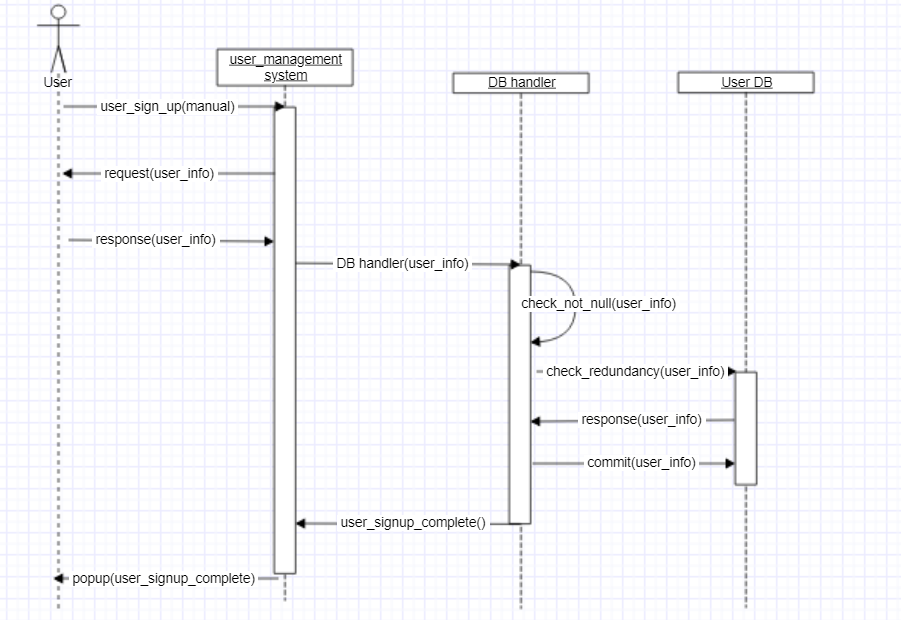 User
user_management
system
DB handler
User DB
user_sign_up(manual)
request(user_info)
response(user_info)
DB handler(user_info)
check_not_null(user_info)
check_redundancy(user_info)
response(user_info)
commit(user_info)
user_signup_complete()
popup(user_signup_complete)